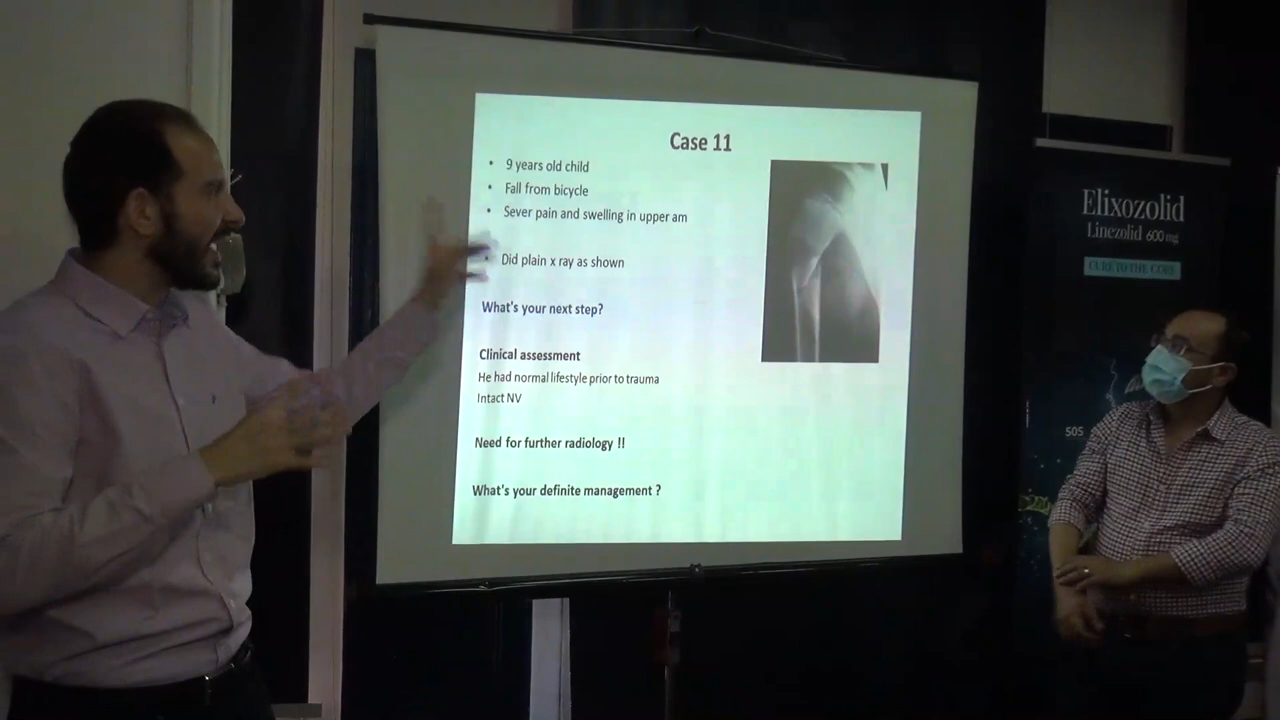 Case 11
• 9 years old child
• Fall from bicycle
• Sever pain and swelling in upper am
• Did plain x ray as shown
What's your next step?
Clinical assessment
He had normal lifestyle prior to trauma
Intact NV
Need for further radiology !!
What's your definite management ?
Elixozolid
Linezolid 600 mg
CURE TO THE CORE
SOS